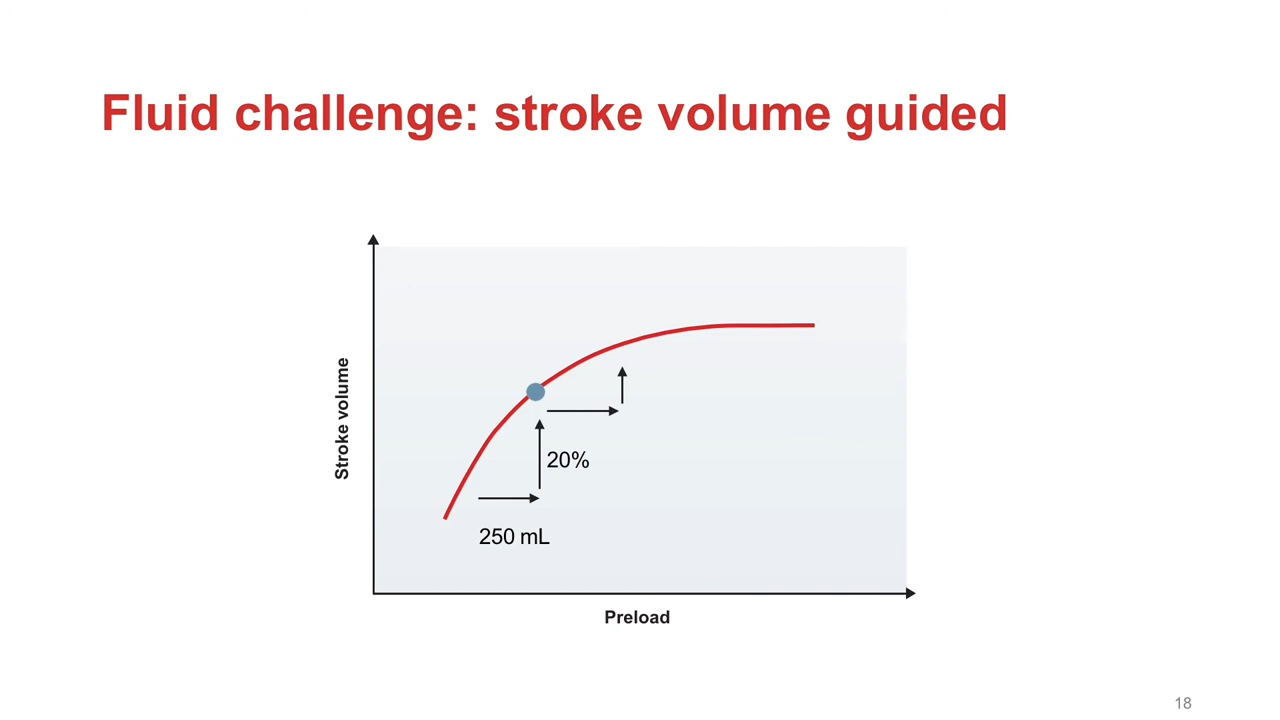 Fluid challenge: stroke volume guided
Stroke volume
20%
250 mL
Preload
18